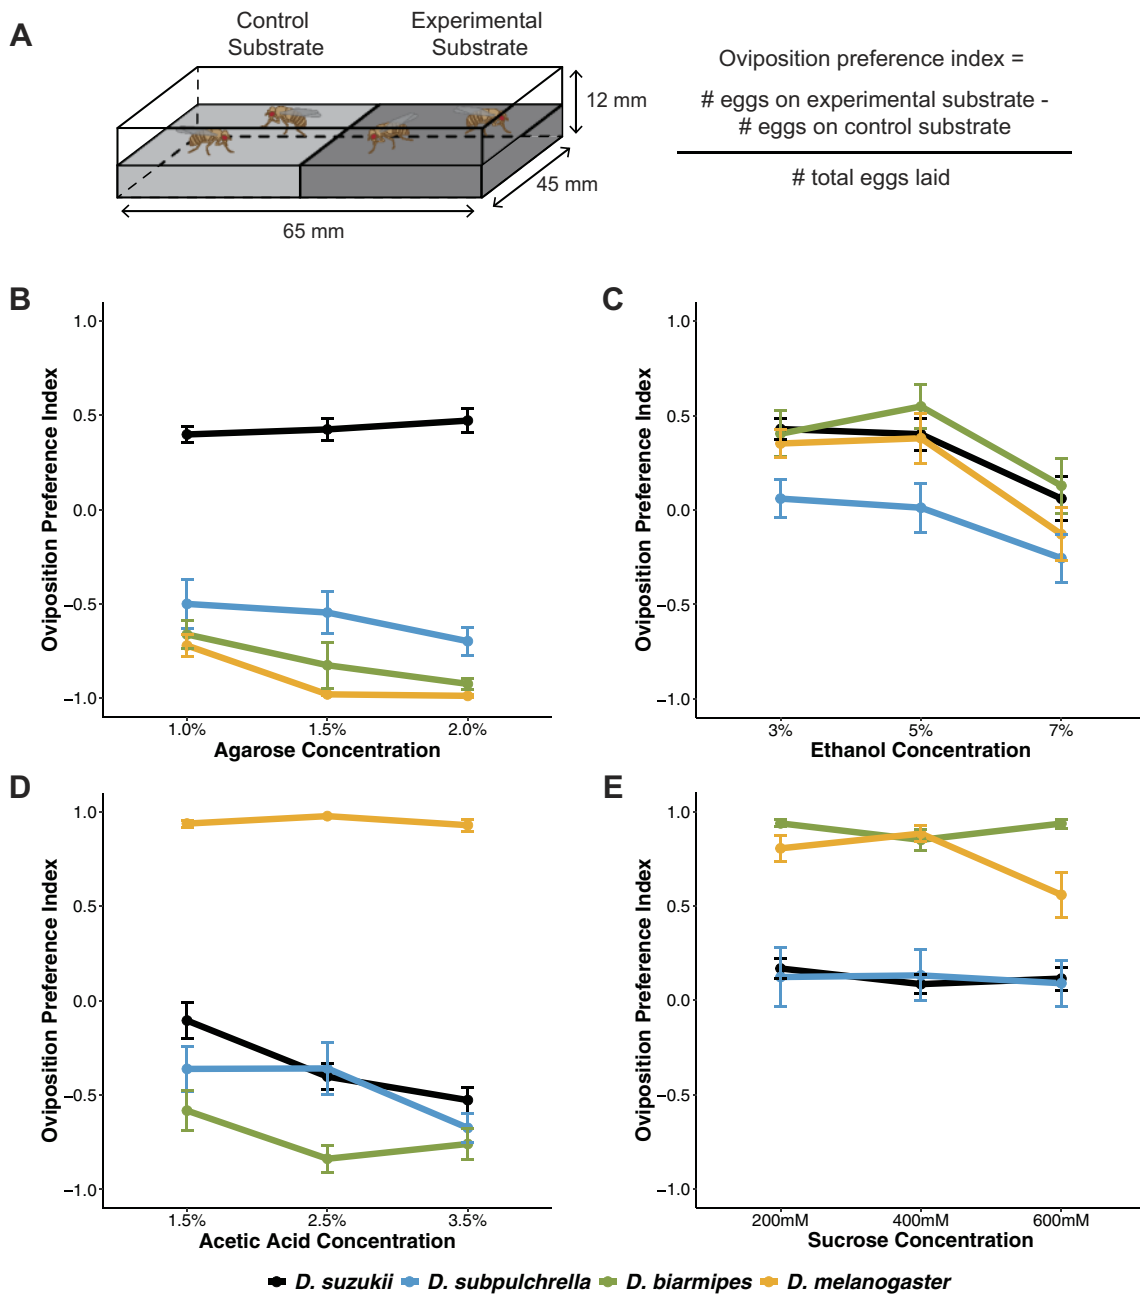 A
Control
Substrate
Experimental
Substrate
12 mm
45 mm
65 mm
Oviposition preference index =
# eggs on experimental substrate -
# eggs on control substrate
# total eggs laid
B
1.0
0.5
0.0
−0.5
−1.0
Oviposition Preference Index
1.0%
1.5%
2.0%
Agarose Concentration
C
1.0
0.5
0.0
−0.5
−1.0
Oviposition Preference Index
3%
5%
7%
Ethanol Concentration
D
1.0
0.5
0.0
−0.5
−1.0
Oviposition Preference Index
1.5%
2.5%
3.5%
Acetic Acid Concentration
E
1.0
0.5
0.0
−0.5
−1.0
Oviposition Preference Index
200mM
400mM
600mM
Sucrose Concentration
D. suzukii D. subpulchrella D. biarmipes D. melanogaster